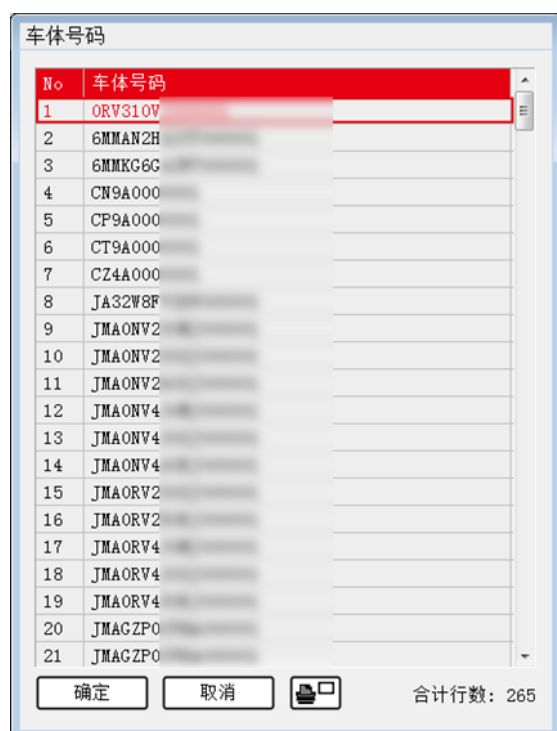 车体号码
No 车体号码
1 0RV310V
2 6MMAN2H
3 6MMKG6G
4 CN9A000
5 CP9A000
6 CT9A000
7 CZ4A000
8 JA32W8F
9 JMA0NV2
10 JMA0NV2
11 JMA0NV2
12 JMA0NV4
13 JMA0NV4
14 JMA0NV4
15 JMA0RV2
16 JMA0RV2
17 JMA0RV4
18 JMA0RV4
19 JMA0RV4
20 JMAGZP0
21 JMAGZP0
确定 取消 合计行数: 265